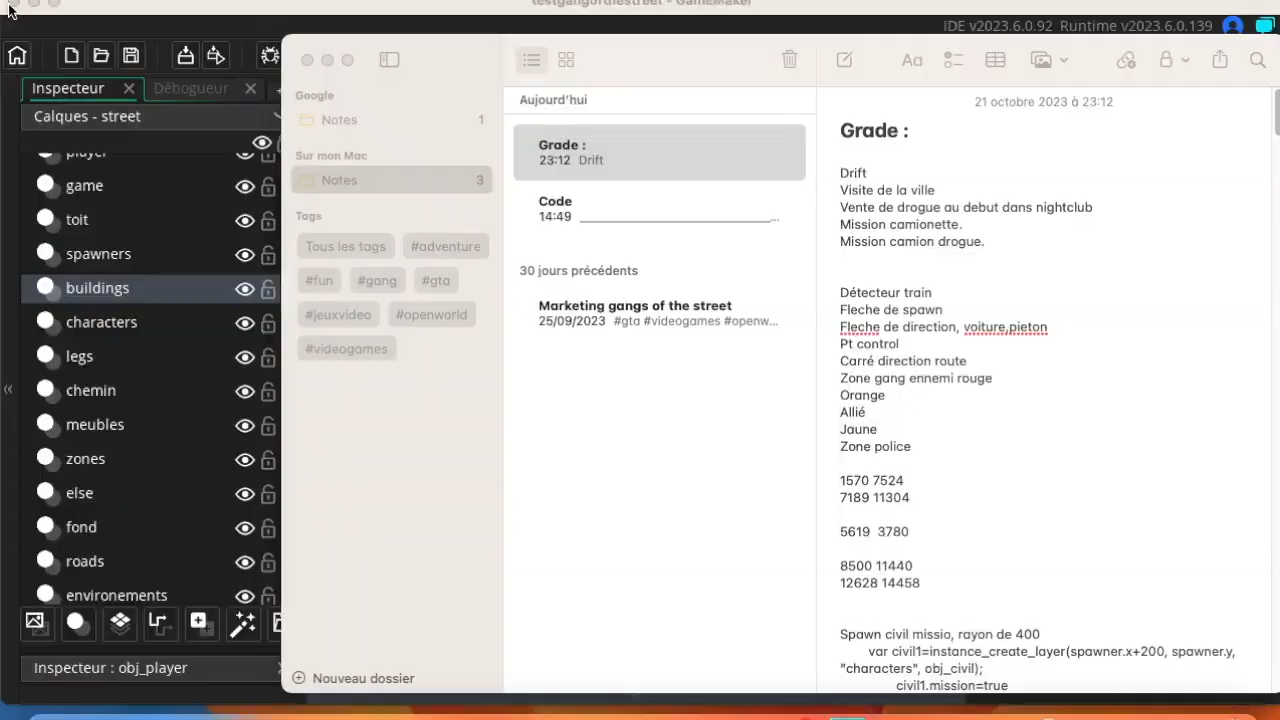 testgangofthestreet - GameMaker
IDE v2023.6.0.92 Runtime v2023.6.0.139
Inspecteur
Débogueur
Calques - street
player
game
toit
spawners
buildings
characters
legs
chemin
meubles
zones
else
fond
roads
environements
Inspecteur : obj_player
Google
Notes 1
Sur mon Mac
Notes 3
Tags
Tous les tags #adventure
#fun #gang #gta
#jeuxvideo #openworld
#videogames
Nouveau dossier
Aujourd'hui
Grade :
23:12 Drift
Code
14:49 ___________________________...
30 jours précédents
Marketing gangs of the street
25/09/2023 #gta #videogames #openw...
Aa
21 octobre 2023 à 23:12
Grade :
Drift
Visite de la ville
Vente de drogue au debut dans nightclub
Mission camionette.
Mission camion drogue.
Détecteur train
Fleche de spawn
Fleche de direction, voiture,pieton
Pt control
Carré direction route
Zone gang ennemi rouge
Orange
Allié
Jaune
Zone police
1570 7524
7189 11304
5619 3780
8500 11440
12628 14458
Spawn civil missio, rayon de 400
var civil1=instance_create_layer(spawner.x+200, spawner.y,
"characters", obj_civil);
civil1.mission=true